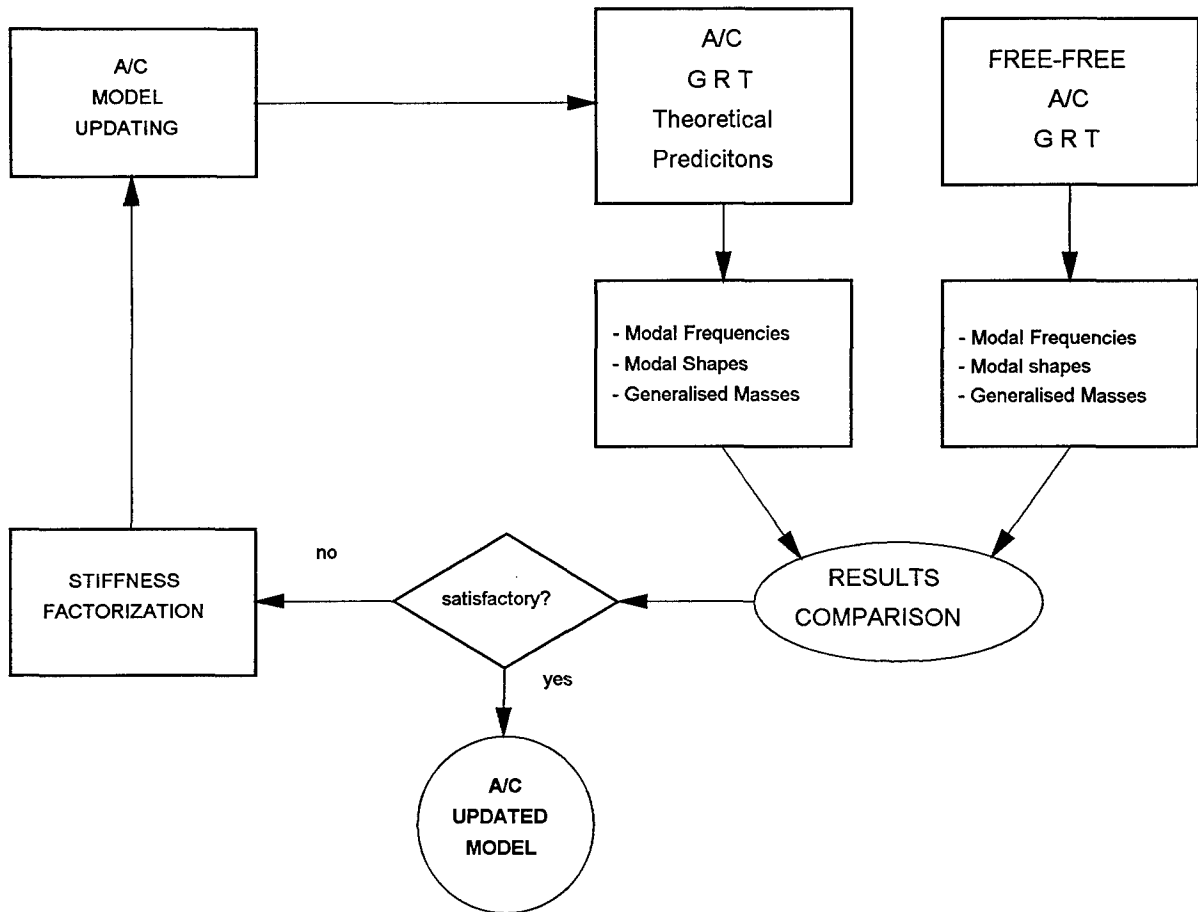 A/C
MODEL
UPDATING
A/C
G R T
Theoretical
Predicitons
FREE-FREE
A/C
G R T
- Modal Frequencies
- Modal Shapes
- Generalised Masses
- Modal Frequencies
- Modal shapes
- Generalised Masses
RESULTS
COMPARISON
satisfactory?
no
yes
STIFFNESS
FACTORIZATION
A/C
UPDATED
MODEL